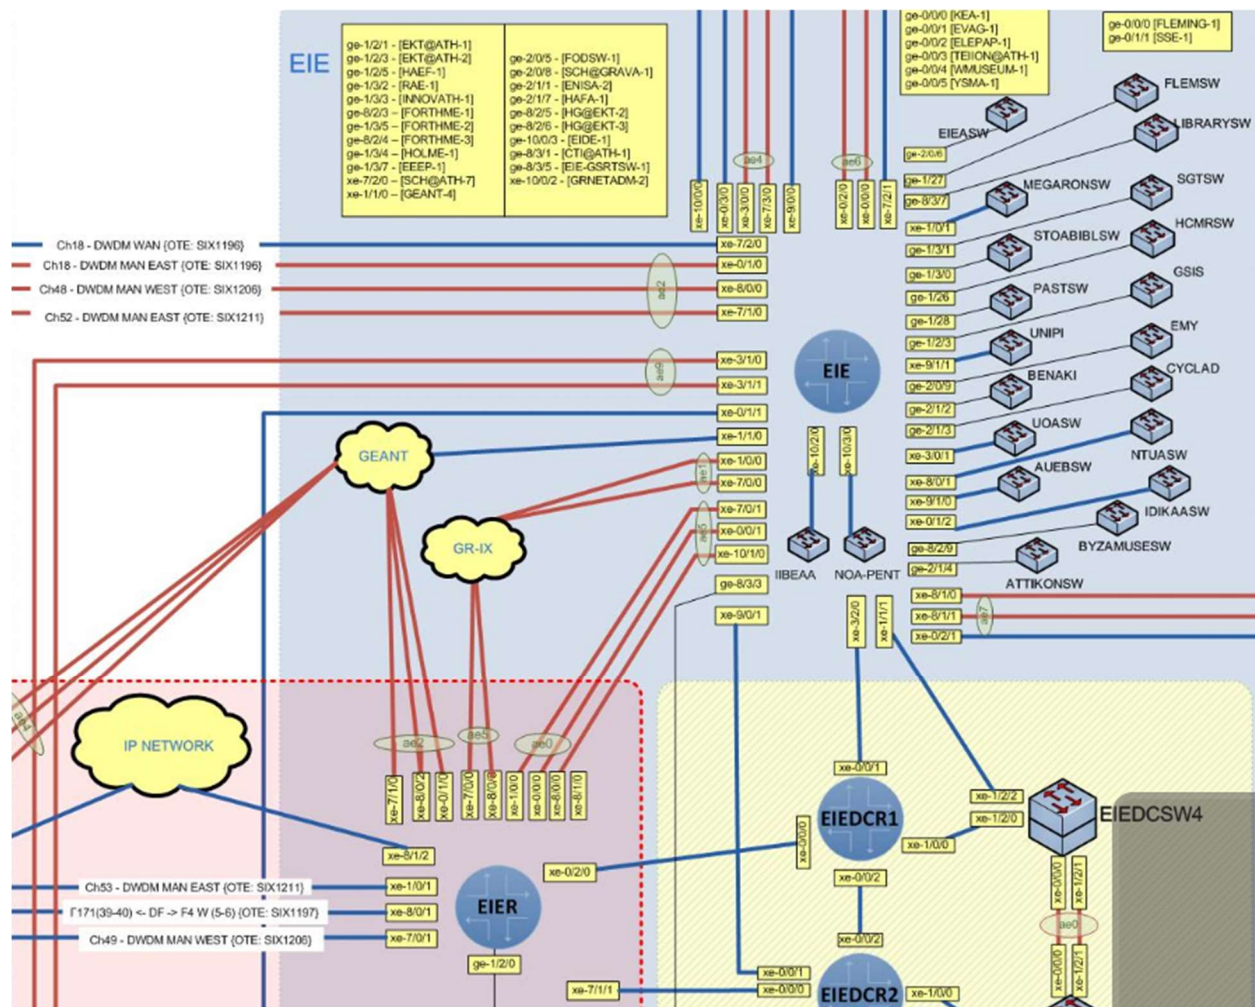 EIE
ge-1/2/1 - [EKT@ATH-1]
ge-1/2/3 - [EKT@ATH-2]
ge-1/2/5 - [HAEF-1]
ge-1/3/2 - [RAE-1]
ge-1/3/3 - [INNOVATH-1]
ge-8/2/3 – [FORTHME-1]
ge-1/3/5 - [FORTHME-2]
ge-8/2/4 – [FORTHME-3]
ge-1/3/4 - [HOLME-1]
ge-1/3/7 - [EEEP-1]
xe-7/2/0 – [SCH@ATH-7]
xe-1/1/0 – [GEANT-4]
ge-2/0/5 - [FODSW-1]
ge-2/0/8 - [SCH@GRAVA-1]
ge-2/1/1 - [ENISA-2]
ge-2/1/7 - [HAFA-1]
ge-8/2/5 - [HG@EKT-2]
ge-8/2/6 - [HG@EKT-3]
ge-10/0/3 - [EIDE-1]
ge-8/3/1 - [CTI@ATH-1]
ge-8/3/5 - [EIE-GSRTSW-1]
xe-10/0/2 - [GRNETADM-2]
ge-0/0/0 [KEA-1]
ge-0/0/1 [EVAG-1]
ge-0/0/2 [ELEPAP-1]
ge-0/0/3 [TEIION@ATH-1]
ge-0/0/4 [WMUSEUM-1]
ge-0/0/5 [YSMA-1]
ge-0/0/0 [FLEMING-1]
ge-0/1/1 [SSE-1]
ae4
ae6
xe-10/0/0
xe-0/3/0
xe-3/0/0
xe-7/3/0
xe-9/0/0
xe-0/2/0
xe-0/0/0
xe-7/2/1
Ch18 - DWDM WAN {OTE: SIX1196}
Ch18 - DWDM MAN EAST {OTE: SIX1196}
Ch48 - DWDM MAN WEST {OTE: SIX1206}
Ch52 - DWDM MAN EAST {OTE: SIX1211}
ae2
ae9
xe-7/2/0
xe-0/1/0
xe-8/0/0
xe-7/1/0
xe-3/1/0
xe-3/1/1
xe-0/1/1
xe-1/1/0
xe-1/0/0
xe-7/0/0
xe-7/0/1
xe-0/0/1
xe-10/1/0
ge-8/3/3
xe-9/0/1
ae1
ae5
EIE
xe-10/2/0
xe-10/3/0
IIBEAA
NOA-PENT
EIEASW
FLEMSW
LIBRARYSW
MEGARONSW
SGTSW
STOABIBLSW
HCMRSW
PASTSW
GSIS
UNIPI
EMY
BENAKI
CYCLAD
UOASW
NTUASW
AUEBSW
IDIKAASW
BYZAMUSESW
ATTIKONSW
ge-2/0/6
ge-1/27
ge-8/3/7
xe-1/0/1
ge-1/3/1
ge-1/3/0
ge-1/26
ge-1/28
ge-1/2/3
xe-9/1/1
ge-2/0/9
ge-2/1/2
ge-2/1/3
xe-3/0/1
xe-8/0/1
xe-9/1/0
xe-0/1/2
ge-8/2/9
ge-2/1/4
xe-8/1/0
xe-8/1/1
xe-0/2/1
ae7
xe-3/2/0
xe-1/1/1
GEANT
GR-IX
ae4
IP NETWORK
ae2
ae5
ae0
xe-7/1/0
xe-8/0/2
xe-0/1/0
xe-7/0/0
xe-1/0/0
xe-0/0/0
xe-8/0/0
xe-8/1/0
xe-8/1/2
xe-0/2/0
Ch53 - DWDM MAN EAST {OTE: SIX1211}
Γ171(39-40) <- DF -> F4 W (5-6) {OTE: SIX1197}
Ch49 - DWDM MAN WEST {OTE: SIX1206}
xe-1/0/1
xe-8/0/1
xe-7/0/1
EIER
ge-1/2/0
xe-7/1/1
xe-0/0/1
EIEDCR1
xe-0/0/0
xe-1/0/0
xe-0/0/2
xe-0/0/2
xe-1/2/2
xe-1/2/0
EIEDCSW4
xe-0/0/0
xe-1/2/1
ae0
xe-0/0/0
xe-1/2/1
xe-0/0/1
xe-0/0/0
EIEDCR2
xe-1/0/0